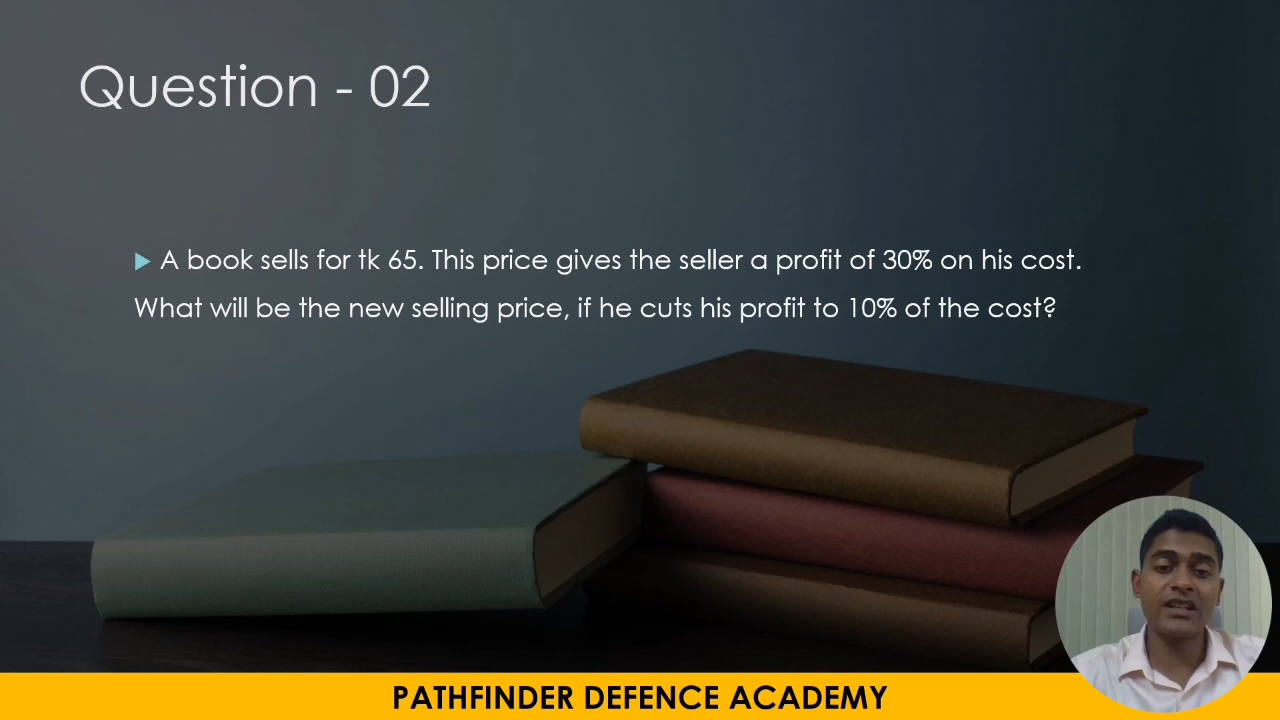 Question - 02
A book sells for tk 65. This price gives the seller a profit of 30% on his cost.
What will be the new selling price, if he cuts his profit to 10% of the cost?
PATHFINDER DEFENCE ACADEMY